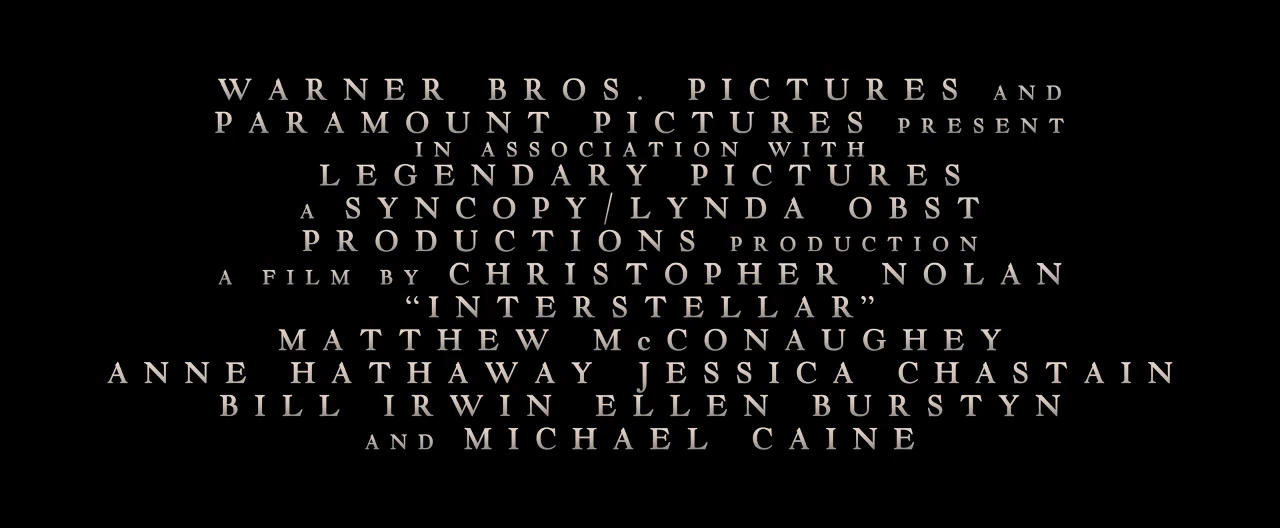 WARNER BROS. PICTURES AND
PARAMOUNT PICTURES PRESENT
IN ASSOCIATION WITH
LEGENDARY PICTURES
A SYNCOPY/LYNDA OBST
PRODUCTIONS PRODUCTION
A FILM BY CHRISTOPHER NOLAN
“INTERSTELLAR”
MATTHEW McCONAUGHEY
ANNE HATHAWAY JESSICA CHASTAIN
BILL IRWIN ELLEN BURSTYN
AND MICHAEL CAINE